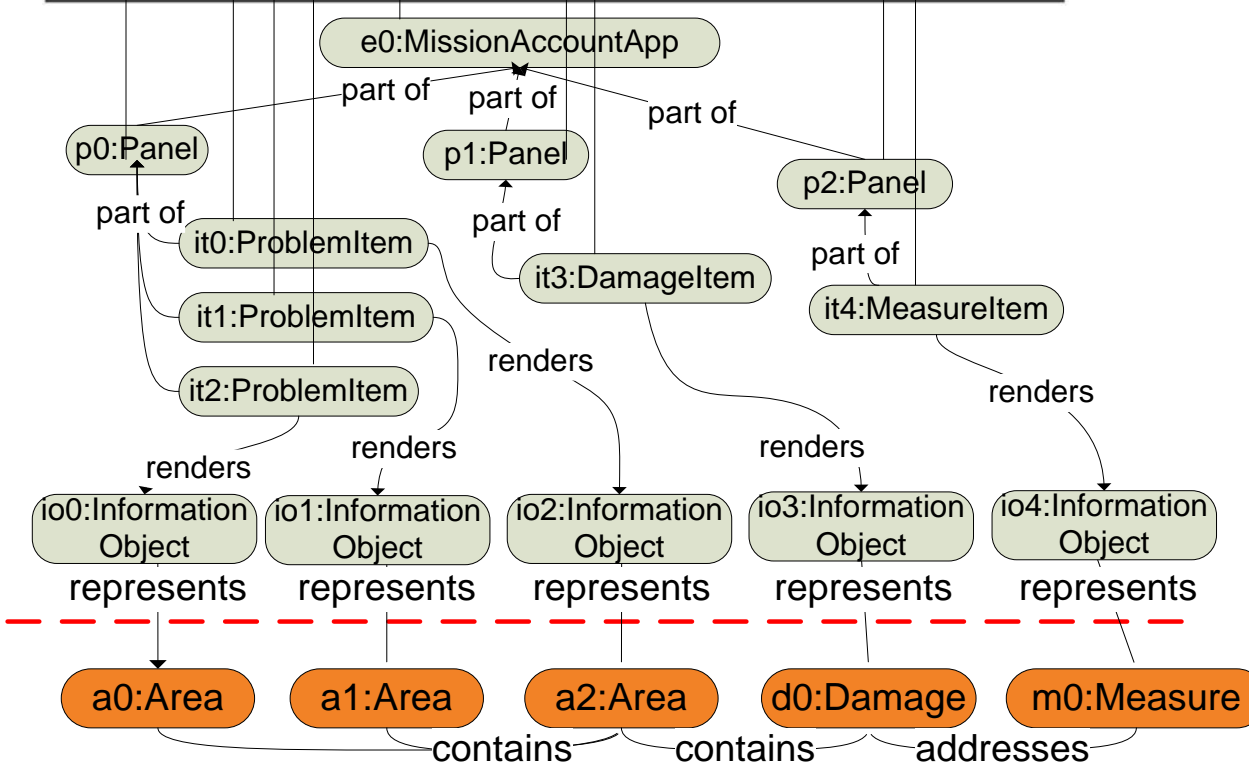 e0:MissionAccountApp
part of
part of
part of
p0:Panel
p1:Panel
p2:Panel
part of
part of
part of
it0:ProblemItem
it3:DamageItem
it1:ProblemItem
it4:MeasureItem
it2:ProblemItem
renders
renders
renders
renders
renders
io0:Information
Object
io1:Information
Object
io2:Information
Object
io3:Information
Object
io4:Information
Object
represents
represents
represents
represents
represents
a0:Area
a1:Area
a2:Area
d0:Damage
m0:Measure
contains
contains
addresses